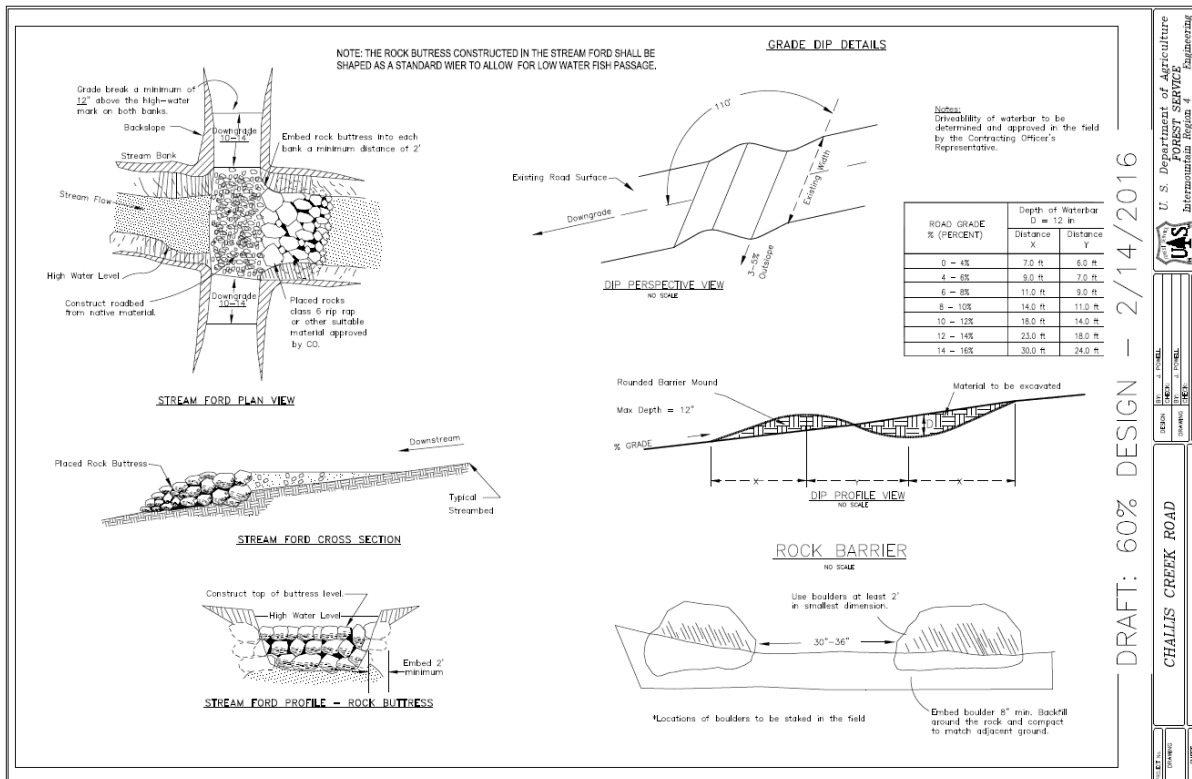 NOTE: THE ROCK BUTRESS CONSTRUCTED IN THE STREAM FORD SHALL BE
SHAPED AS A STANDARD WIER TO ALLOW FOR LOW WATER FISH PASSAGE.
Grade break a minimum of
12" above the high-water
mark on both banks.
Backslope
Stream Bank
Stream Flow
High Water Level
Construct roadbed
from native material.
Downgrade
10-14
Embed rock buttress into each
bank a minimum distance of 2'
Downgrade
10-14
Placed rocks
class 6 rip rap
or other suitable
material approved
by CO.
STREAM FORD PLAN VIEW
Placed Rock Buttress
Downstream
Typical
Streambed
STREAM FORD CROSS SECTION
Construct top of buttress level.
High Water Level
Embed 2'
minimum
STREAM FORD PROFILE - ROCK BUTTRESS
GRADE DIP DETAILS
110'
Existing Road Surface
Existing Width
Downgrade
3-5%
Outslope
DIP PERSPECTIVE VIEW
NO SCALE
Notes:
Driveablility of waterbar to be
determined and approved in the field
by the Contracting Officer's
Representative.
ROAD GRADE
% (PERCENT)
Depth of Waterbar
D = 12 in
Distance
X
Distance
Y
0 - 4% 7.0 ft 6.0 ft
4 - 6% 9.0 ft 7.0 ft
6 - 8% 11.0 ft 9.0 ft
8 - 10% 14.0 ft 11.0 ft
10 - 12% 18.0 ft 14.0 ft
12 - 14% 23.0 ft 18.0 ft
14 - 16% 30.0 ft 24.0 ft
Rounded Barrier Mound
Max Depth = 12"
Material to be excavated
% GRADE
D
X
Y
X
DIP PROFILE VIEW
NO SCALE
ROCK BARRIER
NO SCALE
Use boulders at least 2'
in smallest dimension.
30"-36"
*Locations of boulders to be staked in the field
Embed boulder 8" min. Backfill
around the rock and compact
to match adjacent ground.
DRAFT: 60% DESIGN - 2/14/2016
U. S. Department of Agriculture
FOREST SERVICE
Intermountain Region 4 Engineering
DESIGN
BY: J. POWELL
CHECK:
DRAWING
BY: J. POWELL
CHECK:
CHALLIS CREEK ROAD
DRAWING